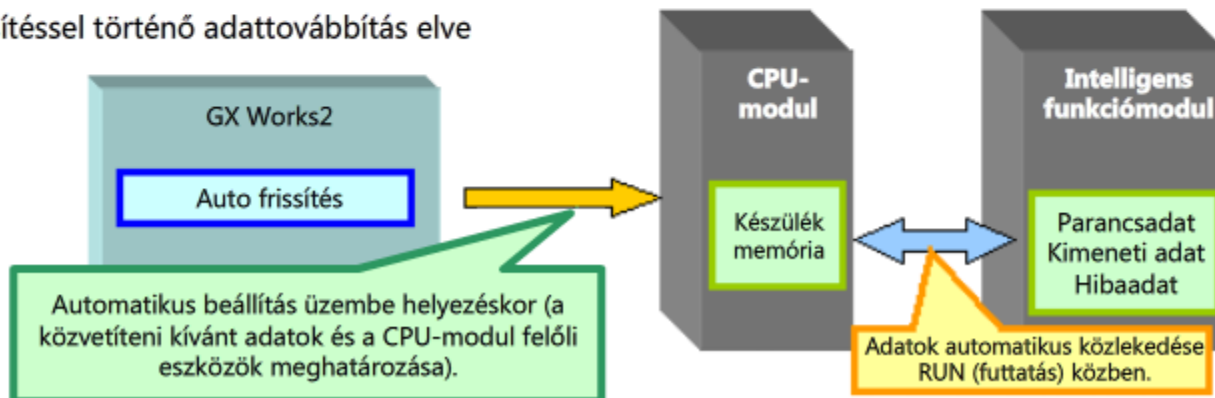 ítéssel történő adattovábbítás elve
GX Works2
Auto frissítés
Automatikus beállítás üzembe helyezéskor (a
közvetíteni kívánt adatok és a CPU-modul felőli
eszközök meghatározása).
CPU-
modul
Készülék
memória
Intelligens
funkciómodul
Parancsadat
Kimeneti adat
Hibaadat
Adatok automatikus közlekedése
RUN (futtatás) közben.